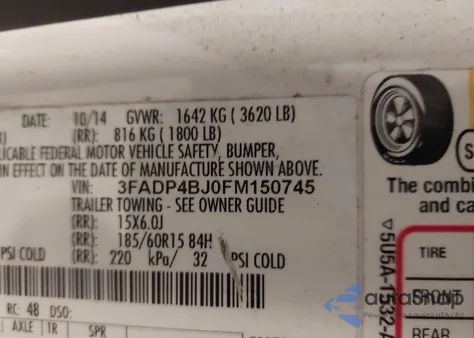 DATE: 10/14 GVWR: 1642 KG ( 3620 LB)
(RR): 816 KG ( 1800 LB)
PLICABLE FEDERAL MOTOR VEHICLE SAFETY, BUMPER,
IN EFFECT ON THE DATE OF MANUFACTURE SHOWN ABOVE.
VIN: 3FADP4BJ0FM150745
TRAILER TOWING - SEE OWNER GUIDE
(RR): 15X6.0J
(RR): 185/60R15 84H
PSI COLD (RR): 220 kPa/ 32 PSI COLD
RC: 48 DSO:
AXLE TR SPR
The combi
and ca
TIRE
FRONT
REAR